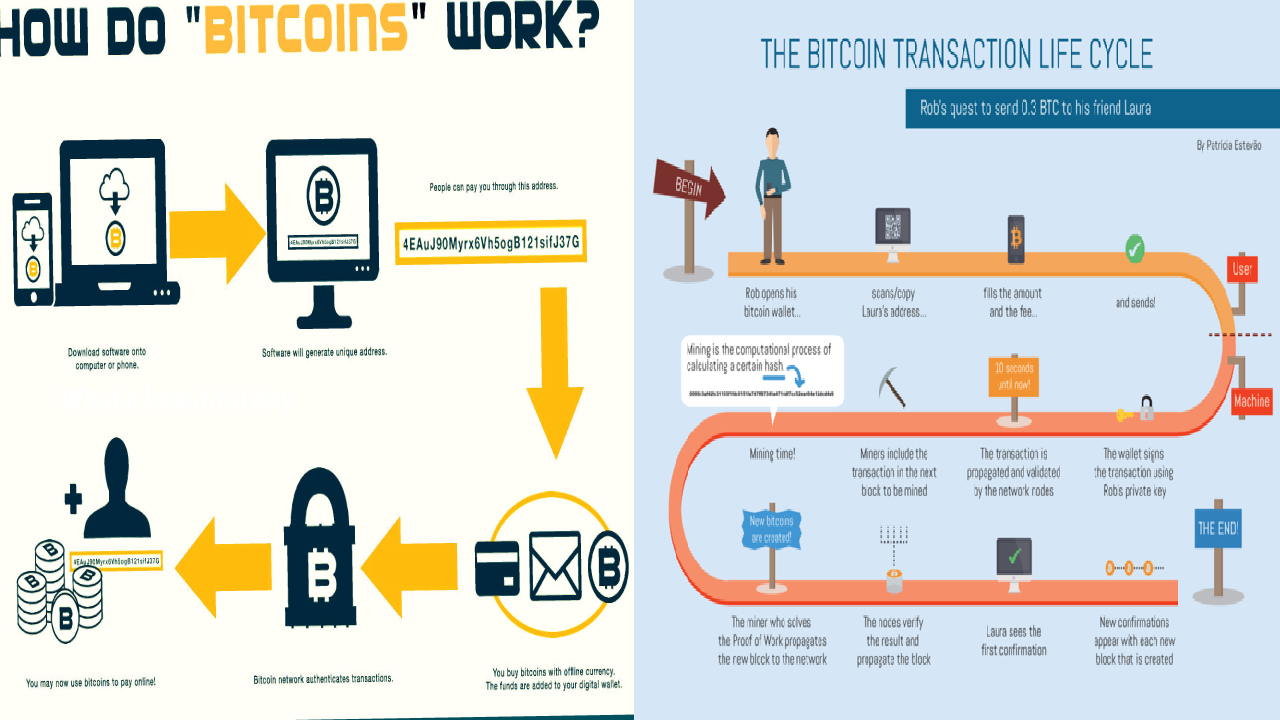 HOW DO "BITCOINS" WORK?
People can pay you through this address.
4EAuJ90Myrx6Vh5ogB121sifJ37G
4EAuJ90Myrx6Vh5ogB121sifJ37G
Download software onto
computer or phone.
Software will generate unique address.
4EAuJ90Myrx6Vh5ogB121sifJ37G
You may now use bitcoins to pay online!
Bitcoin network authenticates transactions.
You buy bitcoins with offline currency.
The funds are added to your digital wallet.
THE BITCOIN TRANSACTION LIFE CYCLE
Rob's quest to send 0.3 BTC to his friend Laura
By Patricia Estevão
BEGIN
User
Rob opens his
bitcoin wallet...
scans/copy
Laura's address...
fills the amount
and the fee...
and sends!
Mining is the computational process of
calculating a certain hash.
10 seconds
until now!
Machine
Mining time!
Miners include the
transaction in the next
block to be mined
The transaction is
propagated and validated
by the network nodes
The wallet signs
the transaction using
Rob's private key
New bitcoins
are created!
THE END!
The miner who solves
the Proof of Work propagates
the new block to the network
The nodes verify
the result and
propagate the block
Laura sees the
first confirmation
New confirmations
appear with each new
block that is created